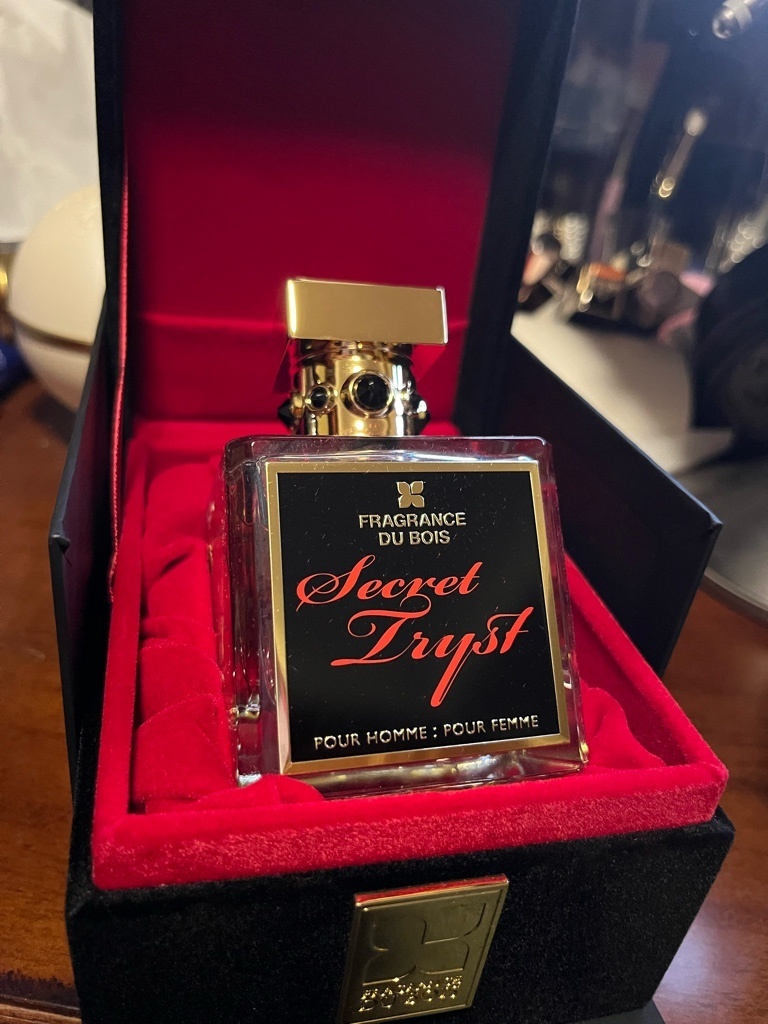 FRAGRANCE
DU BOIS
Secret
Tryst
POUR HOMME : POUR FEMME